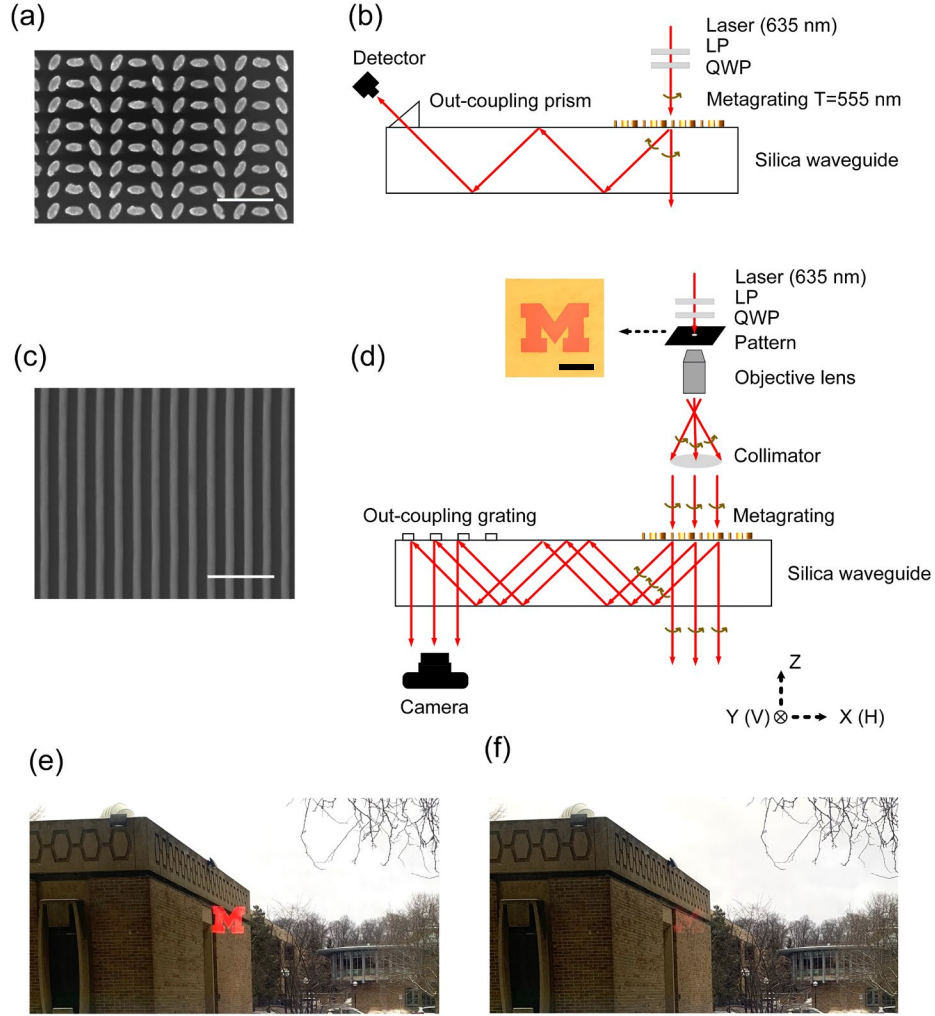 (a)
(b)
Laser (635 nm)
LP
QWP
Detector
Out-coupling prism
Metagrating T=555 nm
Silica waveguide
Laser (635 nm)
LP
QWP
Pattern
M
(c)
(d)
Objective lens
Collimator
Out-coupling grating
Metagrating
Silica waveguide
Camera
Z
Y (V)
X (H)
(e)
(f)
M
M